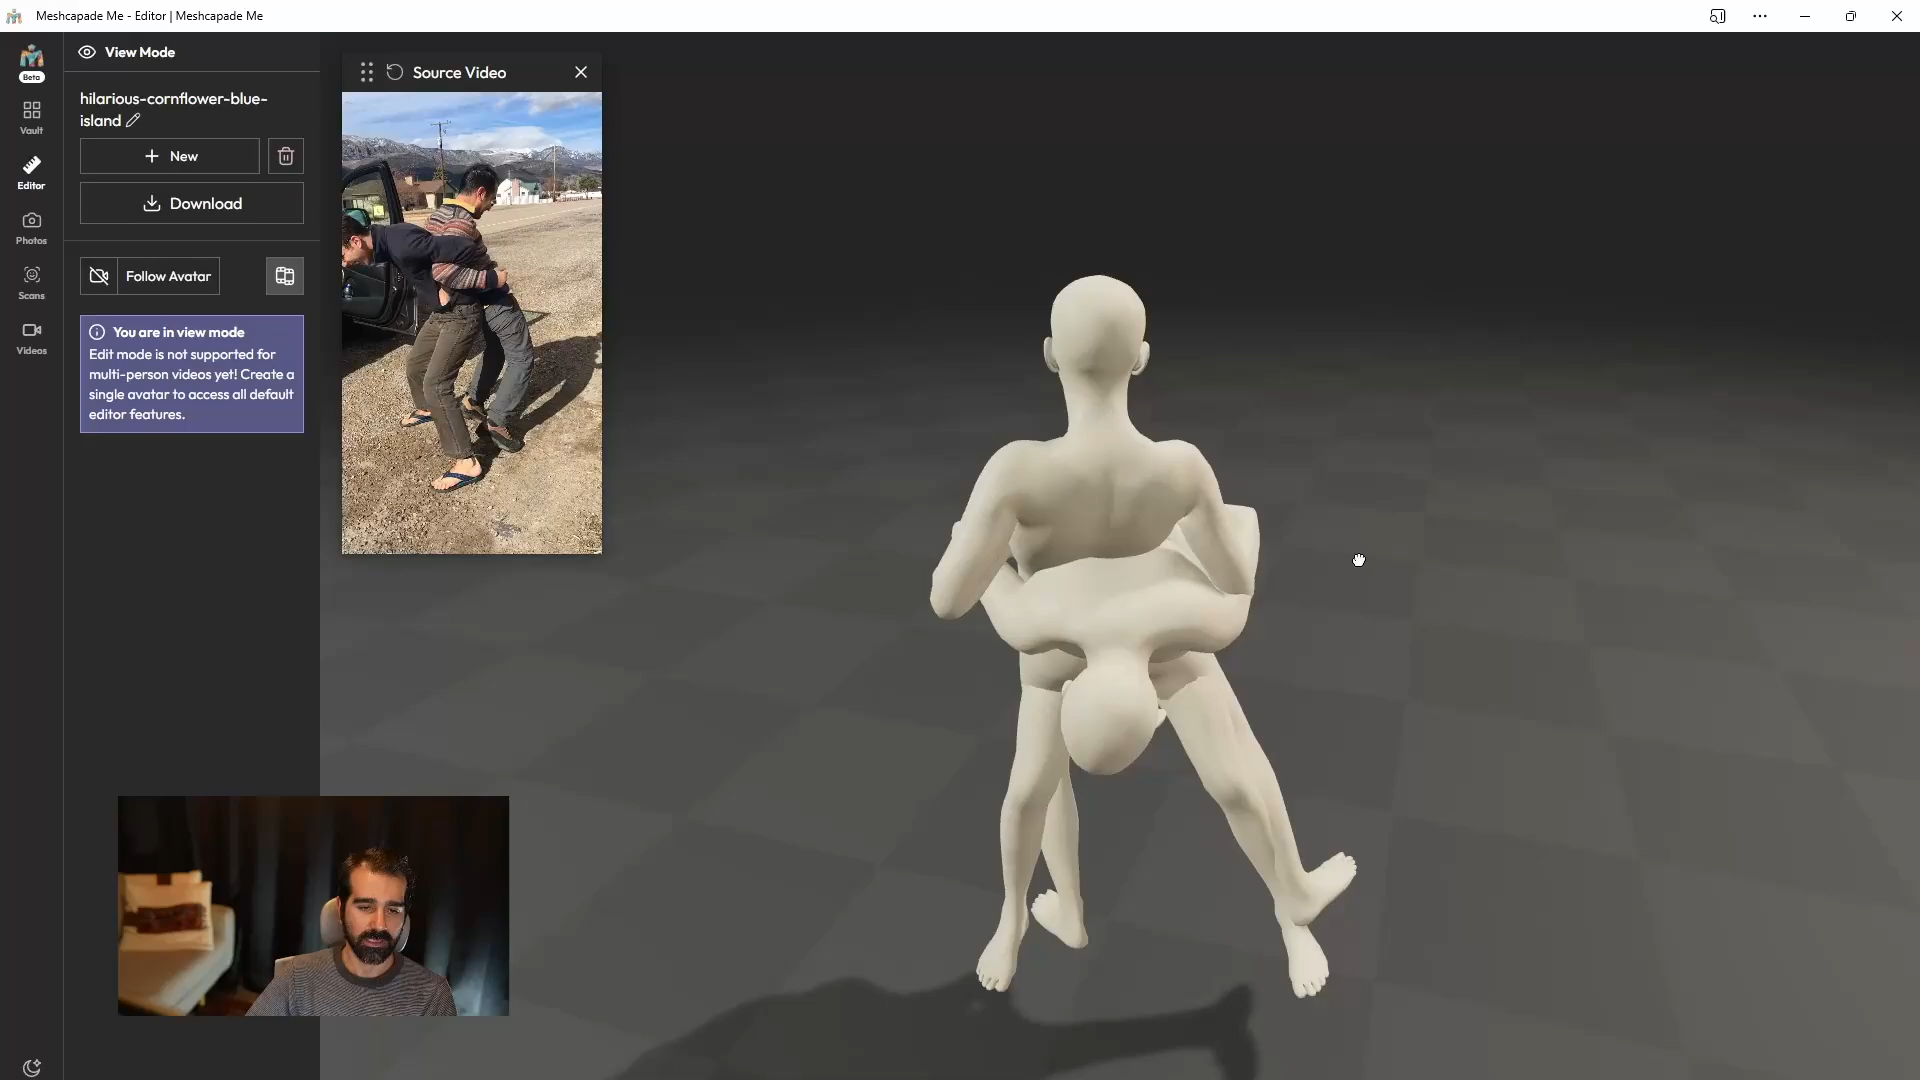 Meshcapade Me - Editor | Meshcapade Me
Beta
Vault
Editor
Photos
Scans
Videos
View Mode
hilarious-cornflower-blue-
island
New
Download
Follow Avatar
You are in view mode
Edit mode is not supported for
multi-person videos yet! Create a
single avatar to access all default
editor features.
Source Video